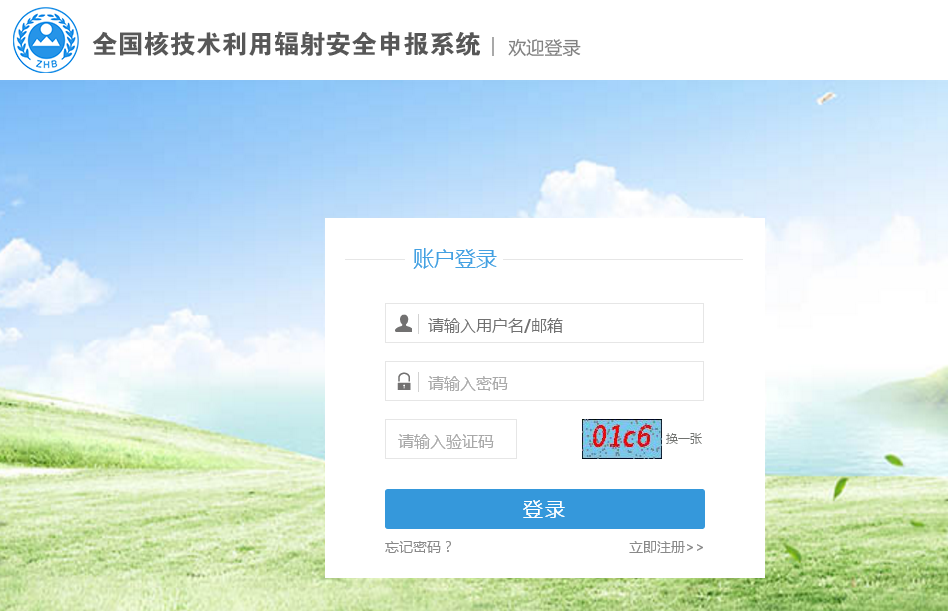 ZHB
全国核技术利用辐射安全申报系统 | 欢迎登录
账户登录
请输入用户名/邮箱
请输入密码
请输入验证码 01c6 换一张
登录
忘记密码？ 立即注册>>